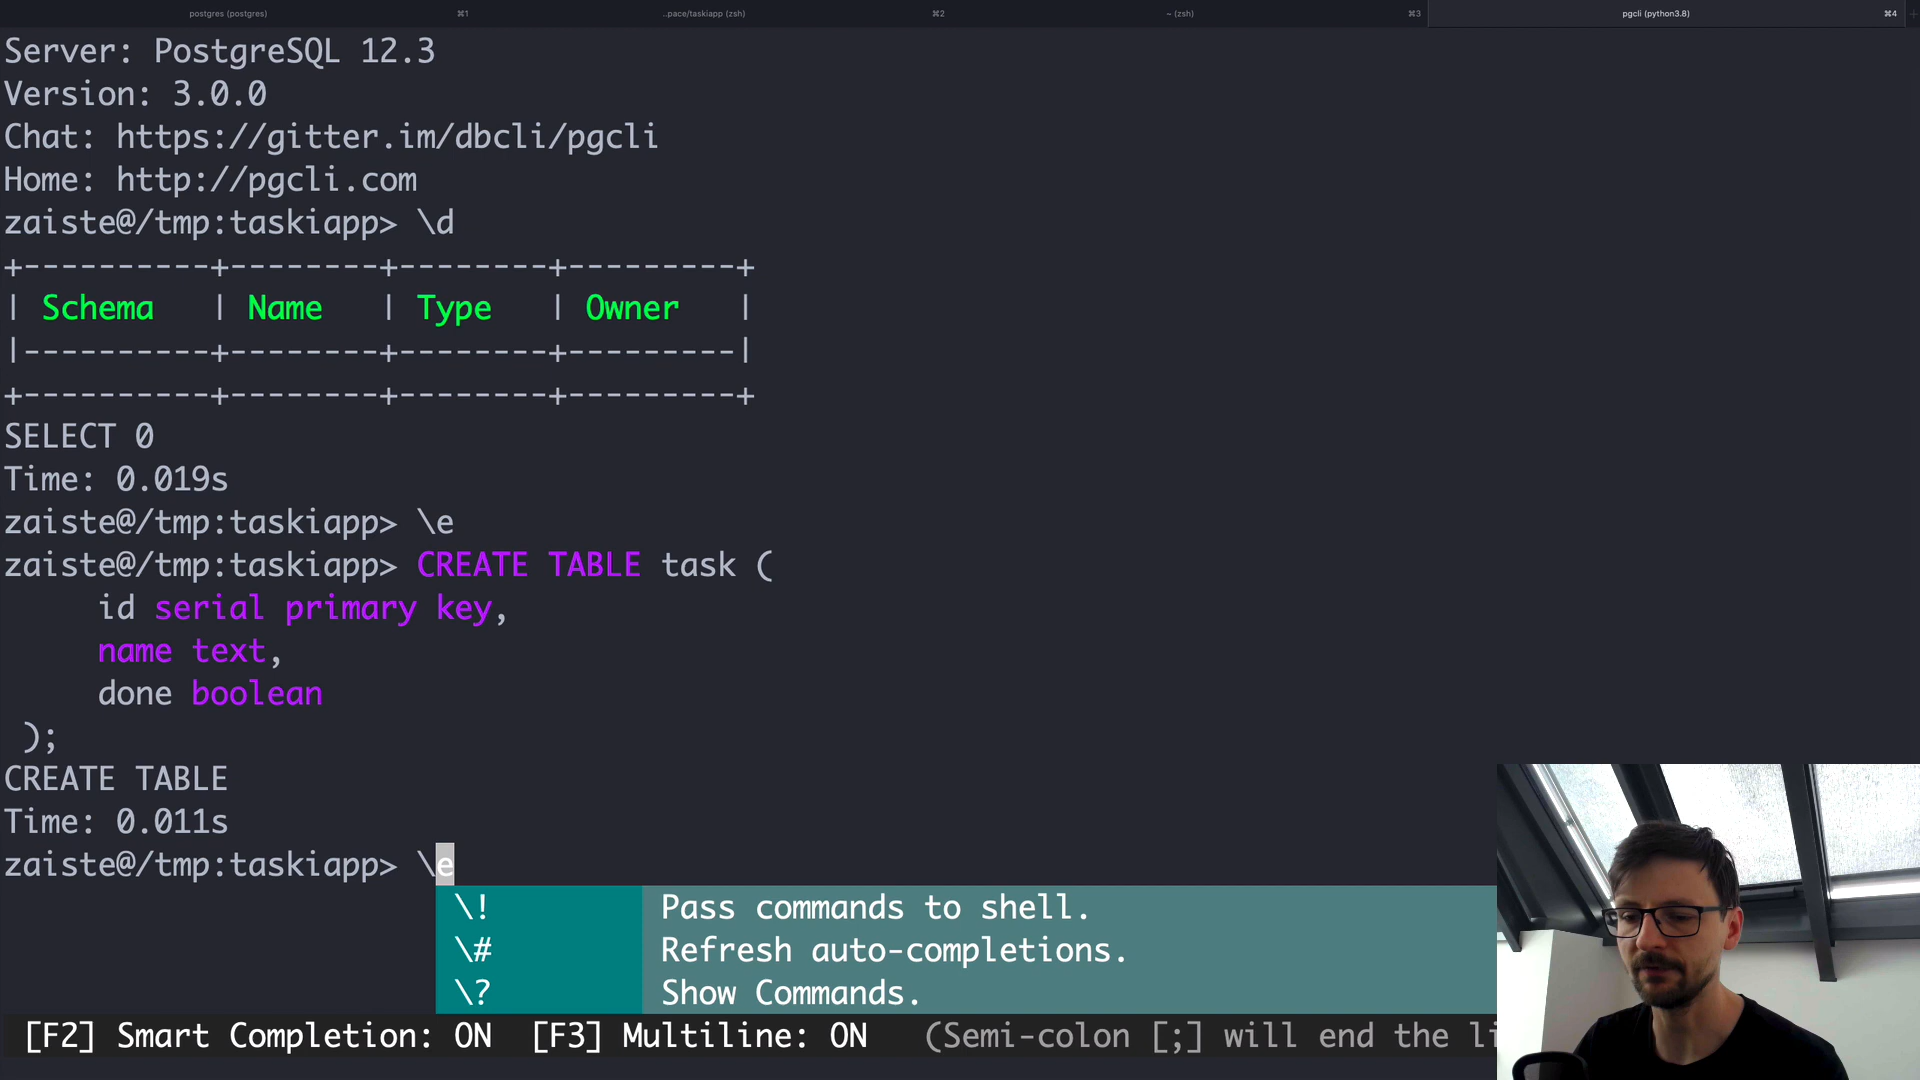 postgres (postgres) ⌘1 ..pace/taskiapp (zsh) ⌘2 ~ (zsh) ⌘3 pgcli (python3.8) ⌘4
Server: PostgreSQL 12.3
Version: 3.0.0
Chat: https://gitter.im/dbcli/pgcli
Home: http://pgcli.com
zaiste@/tmp:taskiapp> \d
+----------+--------+--------+---------+
| Schema   | Name   | Type   | Owner   |
|----------+--------+--------+---------|
+----------+--------+--------+---------+
SELECT 0
Time: 0.019s
zaiste@/tmp:taskiapp> \e
zaiste@/tmp:taskiapp> CREATE TABLE task (
     id serial primary key,
     name text,
     done boolean
 );
CREATE TABLE
Time: 0.011s
zaiste@/tmp:taskiapp> \e
\! Pass commands to shell.
\# Refresh auto-completions.
\? Show Commands.
[F2] Smart Completion: ON [F3] Multiline: ON (Semi-colon [;] will end the li